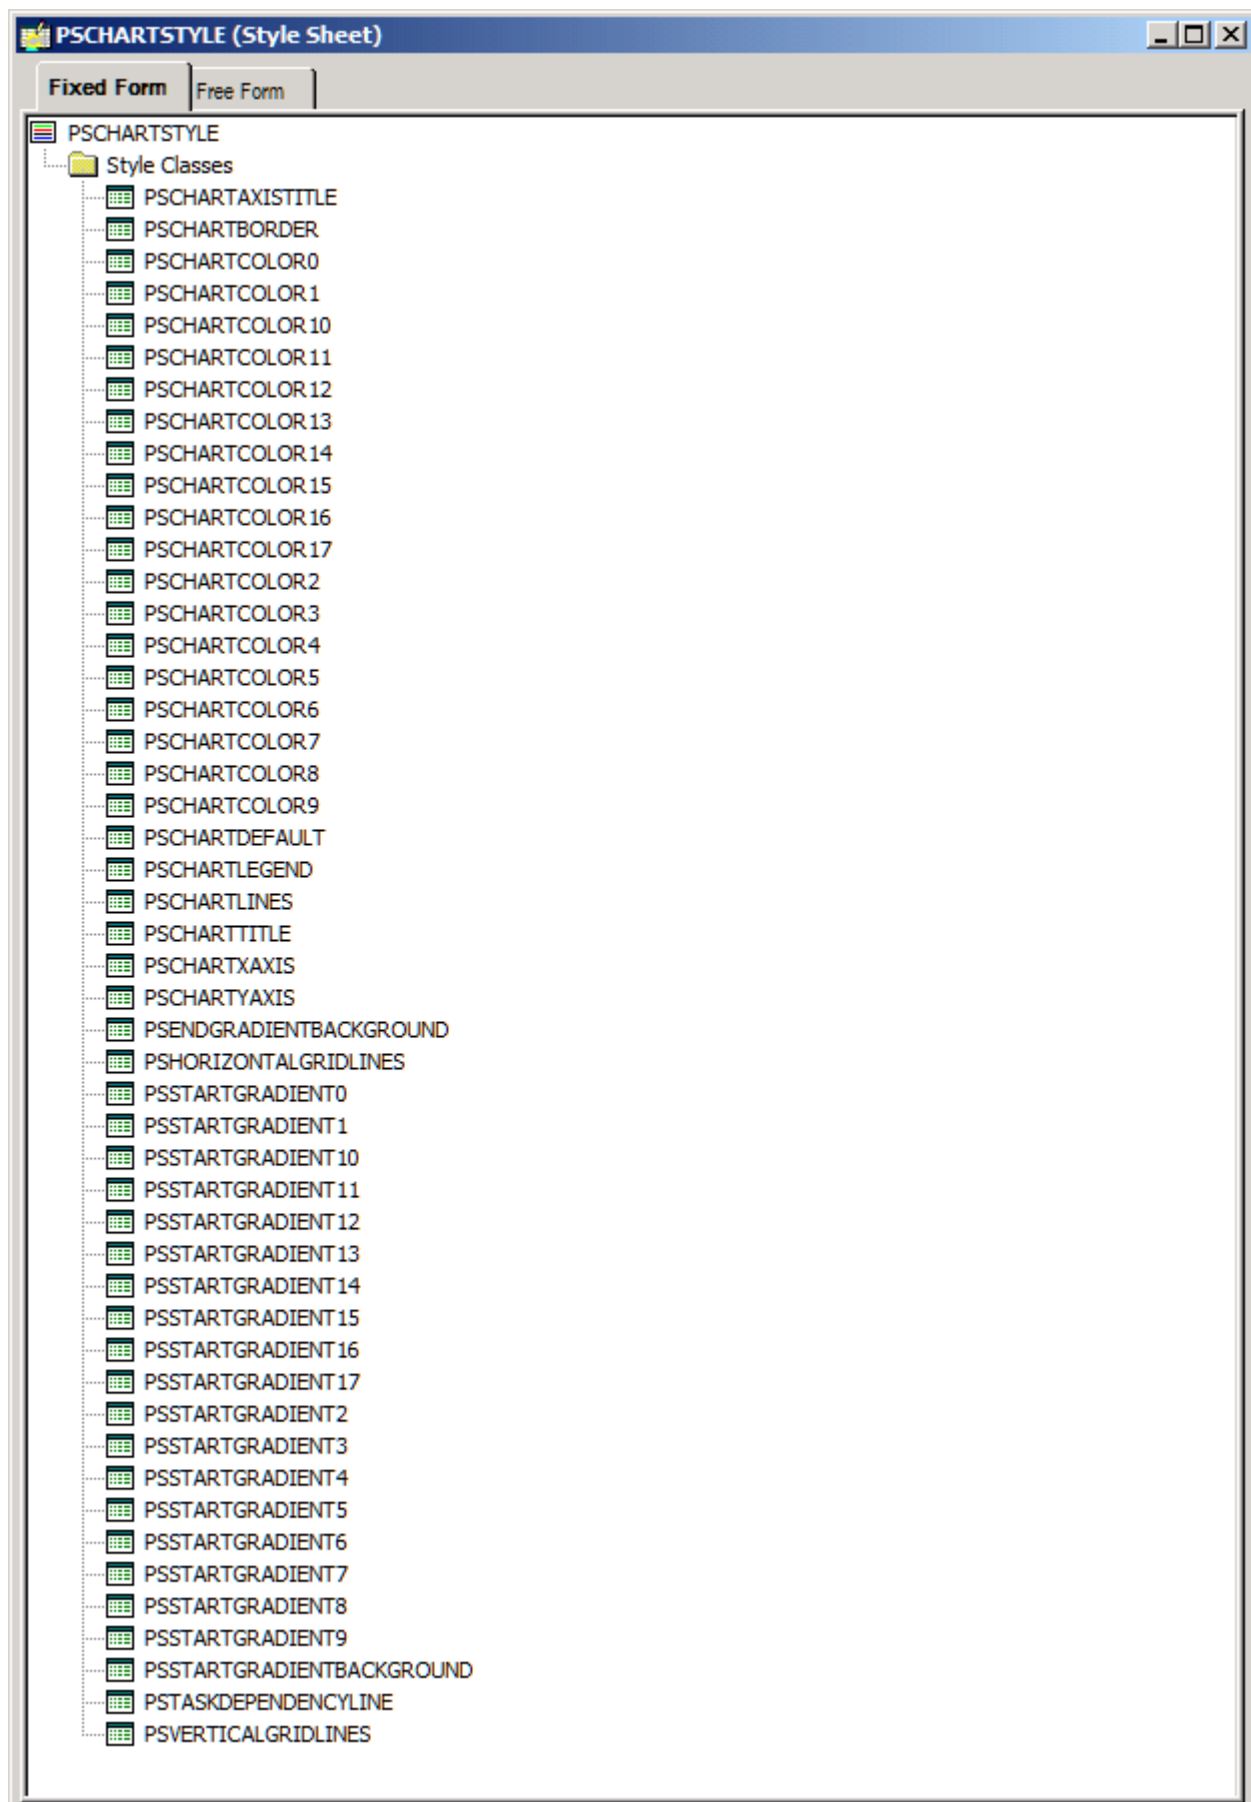 PSCHARTSTYLE (Style Sheet)
Fixed Form Free Form
PSCHARTSTYLE
Style Classes
PSCHARTAXISTITLE
PSCHARTBORDER
PSCHARTCOLOR0
PSCHARTCOLOR1
PSCHARTCOLOR10
PSCHARTCOLOR11
PSCHARTCOLOR12
PSCHARTCOLOR13
PSCHARTCOLOR14
PSCHARTCOLOR15
PSCHARTCOLOR16
PSCHARTCOLOR17
PSCHARTCOLOR2
PSCHARTCOLOR3
PSCHARTCOLOR4
PSCHARTCOLOR5
PSCHARTCOLOR6
PSCHARTCOLOR7
PSCHARTCOLOR8
PSCHARTCOLOR9
PSCHARTDEFAULT
PSCHARTLEGEND
PSCHARTLINES
PSCHARTTITLE
PSCHARTXAXIS
PSCHARTYAXIS
PSENDGRADIENTBACKGROUND
PSHORIZONTALGRIDLINES
PSSTARTGRADIENT0
PSSTARTGRADIENT1
PSSTARTGRADIENT10
PSSTARTGRADIENT11
PSSTARTGRADIENT12
PSSTARTGRADIENT13
PSSTARTGRADIENT14
PSSTARTGRADIENT15
PSSTARTGRADIENT16
PSSTARTGRADIENT17
PSSTARTGRADIENT2
PSSTARTGRADIENT3
PSSTARTGRADIENT4
PSSTARTGRADIENT5
PSSTARTGRADIENT6
PSSTARTGRADIENT7
PSSTARTGRADIENT8
PSSTARTGRADIENT9
PSSTARTGRADIENTBACKGROUND
PSTASKDEPENDENCYLINE
PSVERTICALGRIDLINES